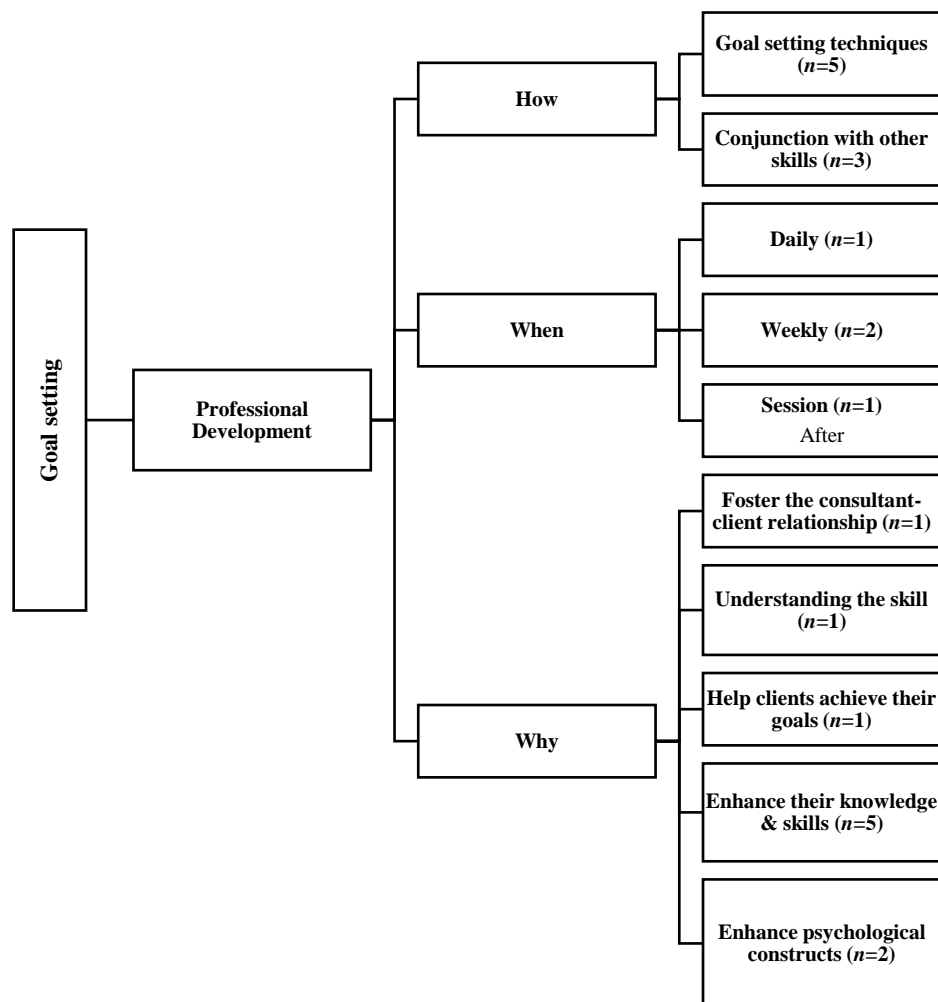 Goal setting
Professional
Development
How
Goal setting techniques
(n=5)
Conjunction with other
skills (n=3)
When
Daily (n=1)
Weekly (n=2)
Session (n=1)
After
Why
Foster the consultant-
client relationship (n=1)
Understanding the skill
(n=1)
Help clients achieve their
goals (n=1)
Enhance their knowledge
& skills (n=5)
Enhance psychological
constructs (n=2)